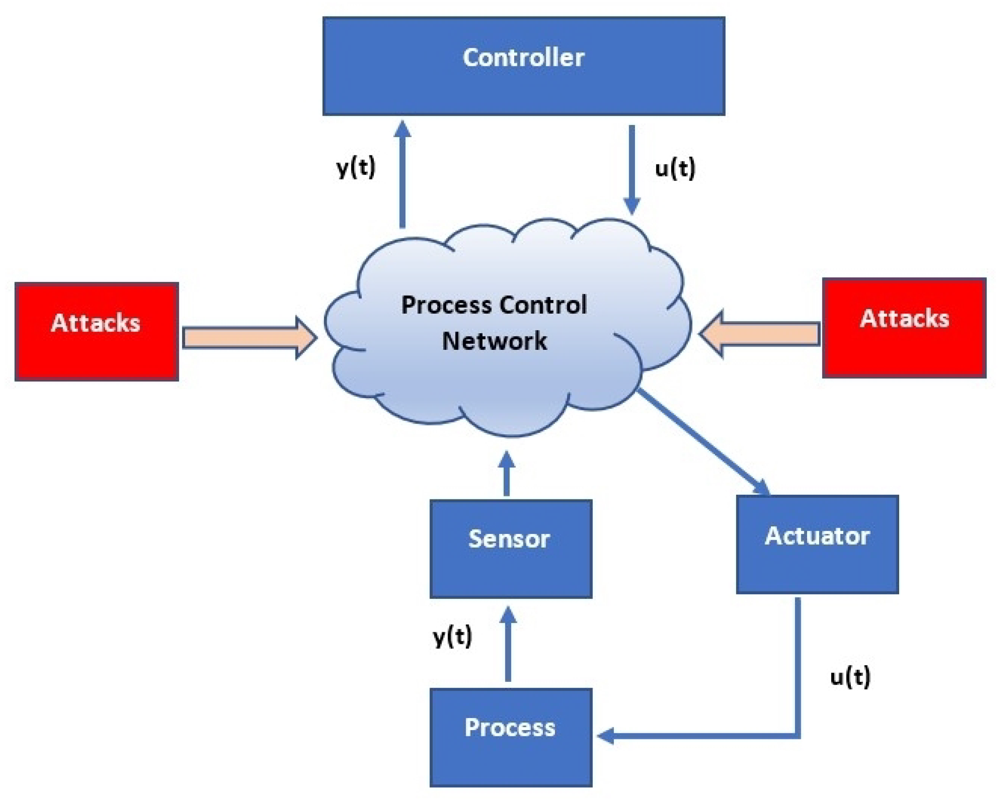 Controller
y(t)
u(t)
Process Control
Network
Attacks
Attacks
Sensor
Actuator
y(t)
u(t)
Process